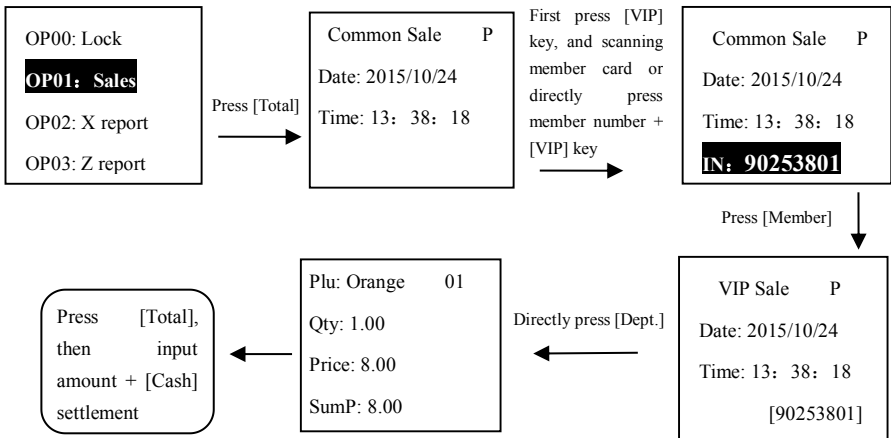 OP00: Lock
OP01：Sales
OP02: X report
OP03: Z report
Press [Total]
Common Sale P
Date: 2015/10/24
Time: 13：38：18
First press [VIP]
key, and scanning
member card or
directly press
member number +
[VIP] key
Common Sale P
Date: 2015/10/24
Time: 13：38：18
IN：90253801
Press [Member]
VIP Sale P
Date: 2015/10/24
Time: 13：38：18
[90253801]
Directly press [Dept.]
Plu: Orange 01
Qty: 1.00
Price: 8.00
SumP: 8.00
Press [Total],
then input
amount + [Cash]
settlement